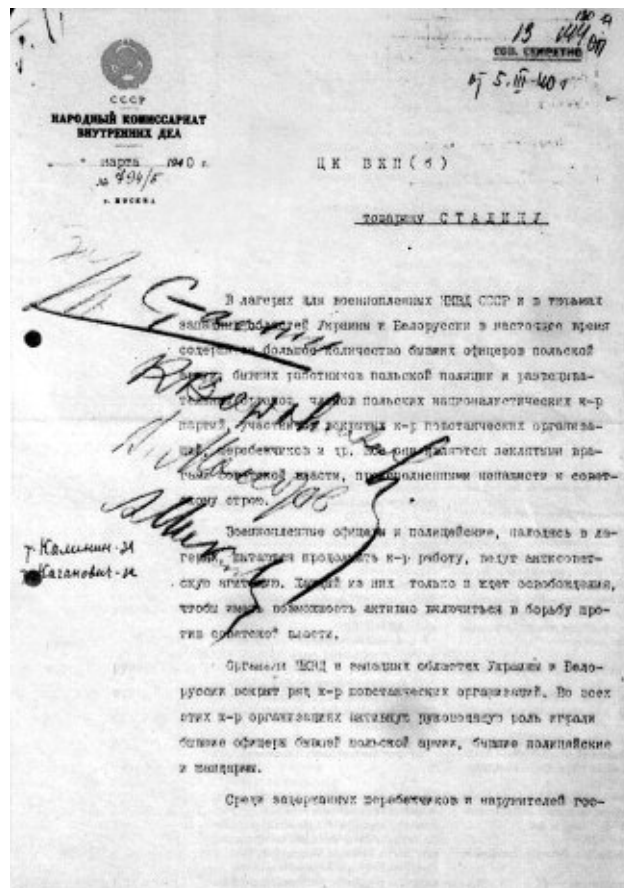 13 144 ОП
СОВ. СЕКРЕТНО
от 5.III-40 г
СССР
НАРОДНЫЙ КОМИССАРИАТ
ВНУТРЕННИХ ДЕЛ
марта 1940 г.
№ 794/Б
г. МОСКВА
ЦК ВКП(б)
товарищу СТАЛИНУ
В лагерях для военнопленных НКВД СССР и в тюрьмах
западных областей Украины и Белоруссии в настоящее время
содержится большое количество бывших офицеров польской
армии, бывших работников польской полиции и разведыва-
тельных органов, членов польских националистических к-р
партий, участников вскрытых к-р повстанческих организа-
ций, перебежчиков и др. Все они являются заклятыми вра-
гами советской власти, преисполненными ненависти к совет-
скому строю.
Военнопленные офицеры и полицейские, находясь в ла-
герях, пытаются продолжать к-р работу, ведут антисовет-
скую агитацию. Каждый из них только и ждет освобождения,
чтобы иметь возможность активно включиться в борьбу про-
тив советской власти.
Органами НКВД в западных областях Украины и Бело-
руссии вскрыт ряд к-р повстанческих организаций. Во всех
этих к-р организациях активную руководящую роль играли
бывшие офицеры бывшей польской армии, бывшие полицейские
и жандармы.
Среди задержанных перебежчиков и нарушителей гос-
И. Сталин
К. Ворошилов
В. Молотов
А. Микоян
т. Калинин - за
т. Каганович - за